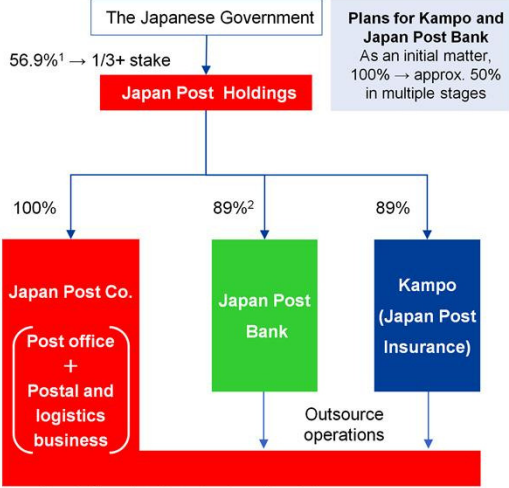 The Japanese Government
Plans for Kampo and
Japan Post Bank
As an initial matter,
100% → approx. 50%
in multiple stages
56.9%¹ → 1/3+ stake
Japan Post Holdings
100%
89%²
89%
Japan Post Co.
Post office
+
Postal and
logistics
business
Japan Post
Bank
Kampo
(Japan Post
Insurance)
Outsource
operations